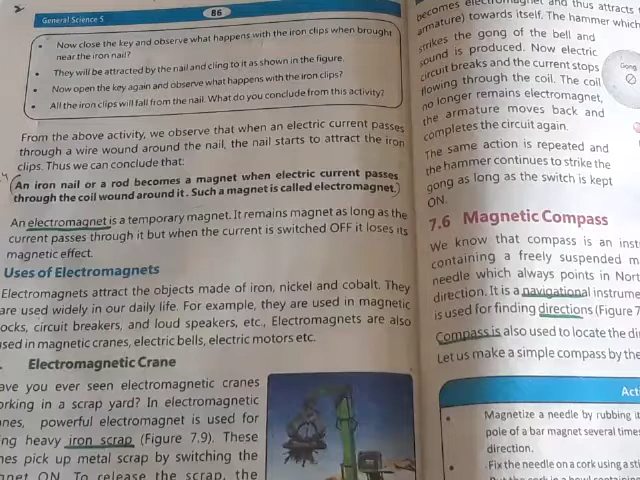 General Science 5
86
Now close the key and observe what happens with the iron clips when brought
near the iron nail?
They will be attracted by the nail and cling to it as shown in the figure.
Now open the key again and observe what happens with the iron clips?
All the iron clips will fall from the nail. What do you conclude from this activity?
From the above activity, we observe that when an electric current passes
through a wire wound around the nail, the nail starts to attract the iron
clips. Thus we can conclude that:
An iron nail or a rod becomes a magnet when electric current passes
through the coil wound around it. Such a magnet is called electromagnet.
An electromagnet is a temporary magnet. It remains magnet as long as the
current passes through it but when the current is switched OFF it loses its
magnetic effect.
Uses of Electromagnets
Electromagnets attract the objects made of iron, nickel and cobalt. They
are used widely in our daily life. For example, they are used in magnetic
ocks, circuit breakers, and loud speakers, etc., Electromagnets are also
used in magnetic cranes, electric bells, electric motors etc.
Electromagnetic Crane
ave you ever seen electromagnetic cranes
orking in a scrap yard? In electromagnetic
nes, powerful electromagnet is used for
ing heavy iron scrap (Figure 7.9). These
nes pick up metal scrap by switching the
gnet ON. To release the scrap, the
becomes electromagnet and thus attracts
armature) towards itself. The hammer which
strikes the gong of the bell and
sound is produced. Now electric
circuit breaks and the current stops
flowing through the coil. The coil
no longer remains electromagnet,
the armature moves back and
completes the circuit again.
Gong
The same action is repeated and
the hammer continues to strike the
gong as long as the switch is kept
ON.
7.6 Magnetic Compass
We know that compass is an inst
containing a freely suspended m
needle which always points in Nort
direction. It is a navigational instrume
is used for finding directions (Figure 7
Compass is also used to locate the di
Let us make a simple compass by the
Acti
Magnetize a needle by rubbing it
pole of a bar magnet several times
direction.
Fix the needle on a cork using a sti